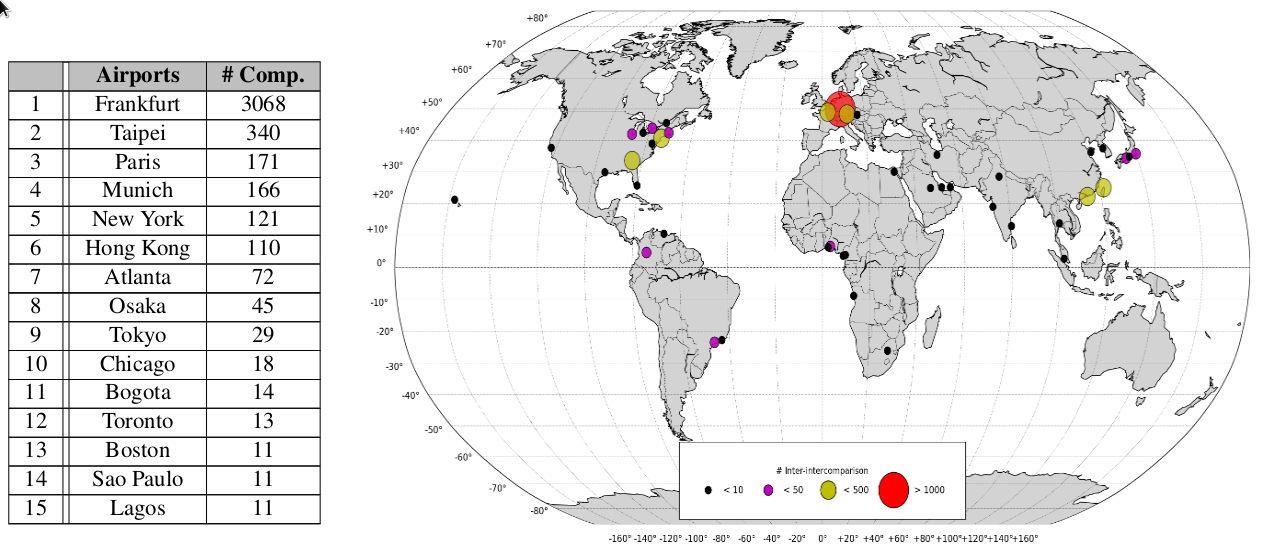 Airports # Comp.
1 Frankfurt 3068
2 Taipei 340
3 Paris 171
4 Munich 166
5 New York 121
6 Hong Kong 110
7 Atlanta 72
8 Osaka 45
9 Tokyo 29
10 Chicago 18
11 Bogota 14
12 Toronto 13
13 Boston 11
14 Sao Paulo 11
15 Lagos 11
+80°
+70°
+60°
+50°
+40°
+30°
+20°
+10°
0°
-10°
-20°
-30°
-40°
-50°
-60°
-70°
-80°
# Inter-intercomparison
< 10 < 50 < 500 > 1000
-160° -140° -120° -100° -80° -60° -40° -20° 0° +20° +40° +60° +80° +100°+120°+140°+160°